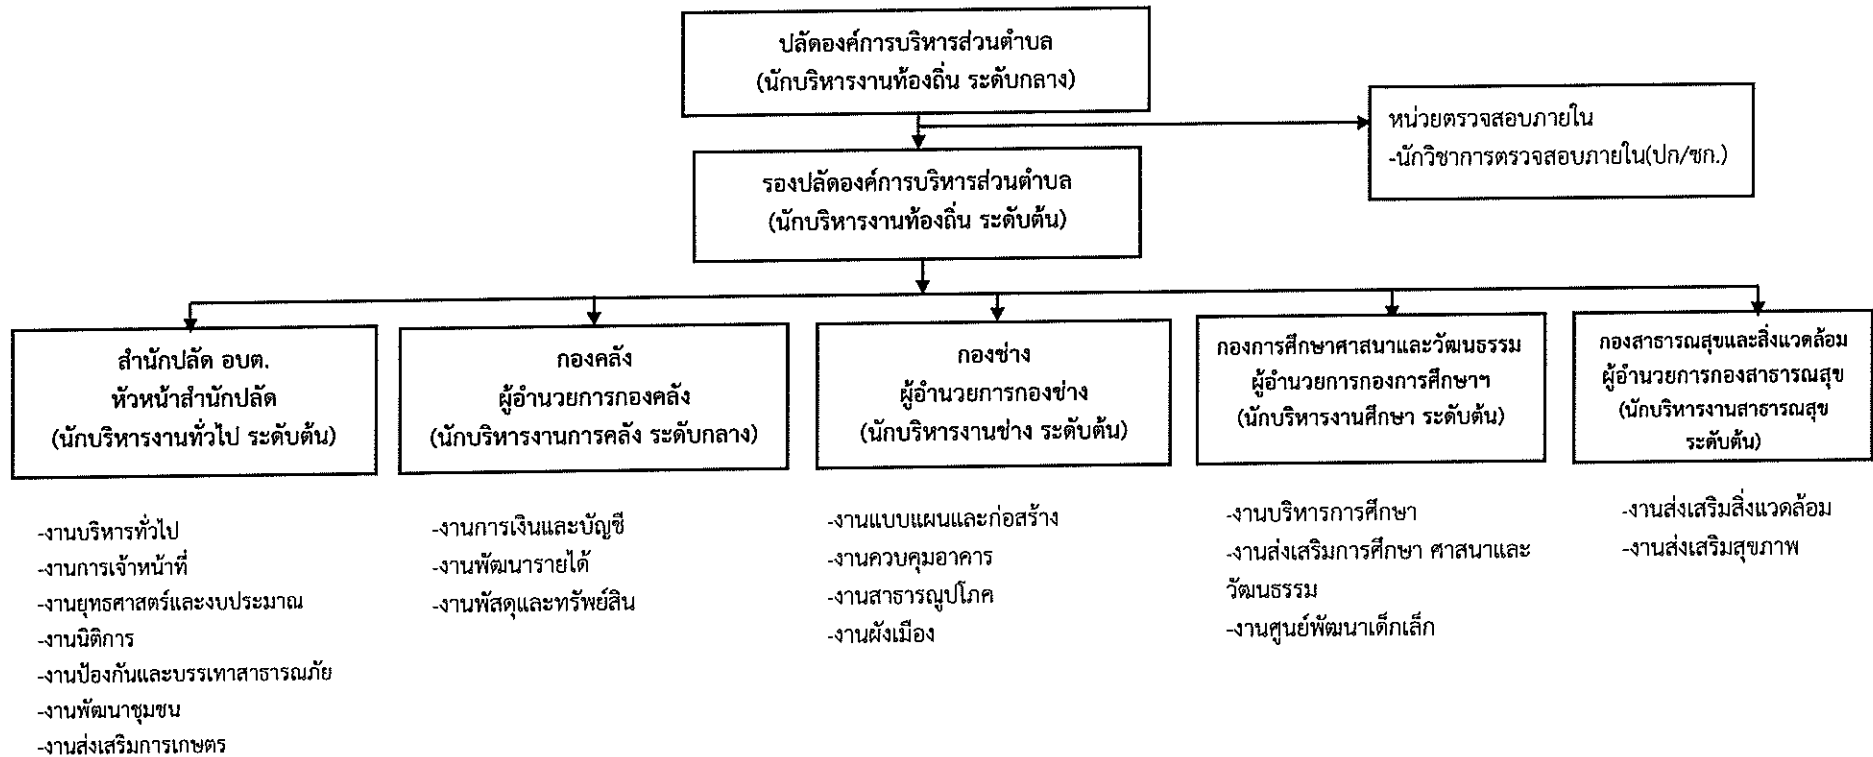 ปลัดองค์การบริหารส่วนตำบล
(นักบริหารงานท้องถิ่น ระดับกลาง)
หน่วยตรวจสอบภายใน
-นักวิชาการตรวจสอบภายใน(ปก/ชก.)
รองปลัดองค์การบริหารส่วนตำบล
(นักบริหารงานท้องถิ่น ระดับต้น)
สำนักปลัด อบต.
หัวหน้าสำนักปลัด
(นักบริหารงานทั่วไป ระดับต้น)
กองคลัง
ผู้อำนวยการกองคลัง
(นักบริหารงานการคลัง ระดับกลาง)
กองช่าง
ผู้อำนวยการกองช่าง
(นักบริหารงานช่าง ระดับต้น)
กองการศึกษาศาสนาและวัฒนธรรม
ผู้อำนวยการกองการศึกษาฯ
(นักบริหารงานศึกษา ระดับต้น)
กองสาธารณสุขและสิ่งแวดล้อม
ผู้อำนวยการกองสาธารณสุข
(นักบริหารงานสาธารณสุข
ระดับต้น)
-งานบริหารทั่วไป
-งานการเจ้าหน้าที่
-งานยุทธศาสตร์และงบประมาณ
-งานนิติการ
-งานป้องกันและบรรเทาสาธารณภัย
-งานพัฒนาชุมชน
-งานส่งเสริมการเกษตร
-งานการเงินและบัญชี
-งานพัฒนารายได้
-งานพัสดุและทรัพย์สิน
-งานแบบแผนและก่อสร้าง
-งานควบคุมอาคาร
-งานสาธารณูปโภค
-งานผังเมือง
-งานบริหารการศึกษา
-งานส่งเสริมการศึกษา ศาสนาและ
วัฒนธรรม
-งานศูนย์พัฒนาเด็กเล็ก
-งานส่งเสริมสิ่งแวดล้อม
-งานส่งเสริมสุขภาพ